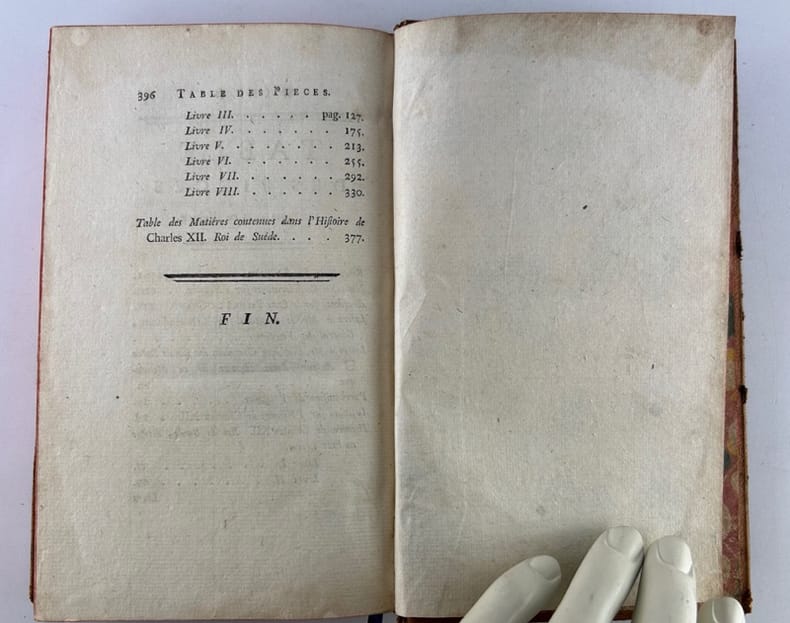 396 TABLE DES PIECES.
Livre III. . . . . . pag. 127.
Livre IV. . . . . . . 175.
Livre V. . . . . . . 213.
Livre VI. . . . . . . 255.
Livre VII. . . . . . 292.
Livre VIII. . . . . . 330.
Table des Matiéres contenues dans l'Histoire de
Charles XII. Roi de Suède. . . . 377.
FIN.